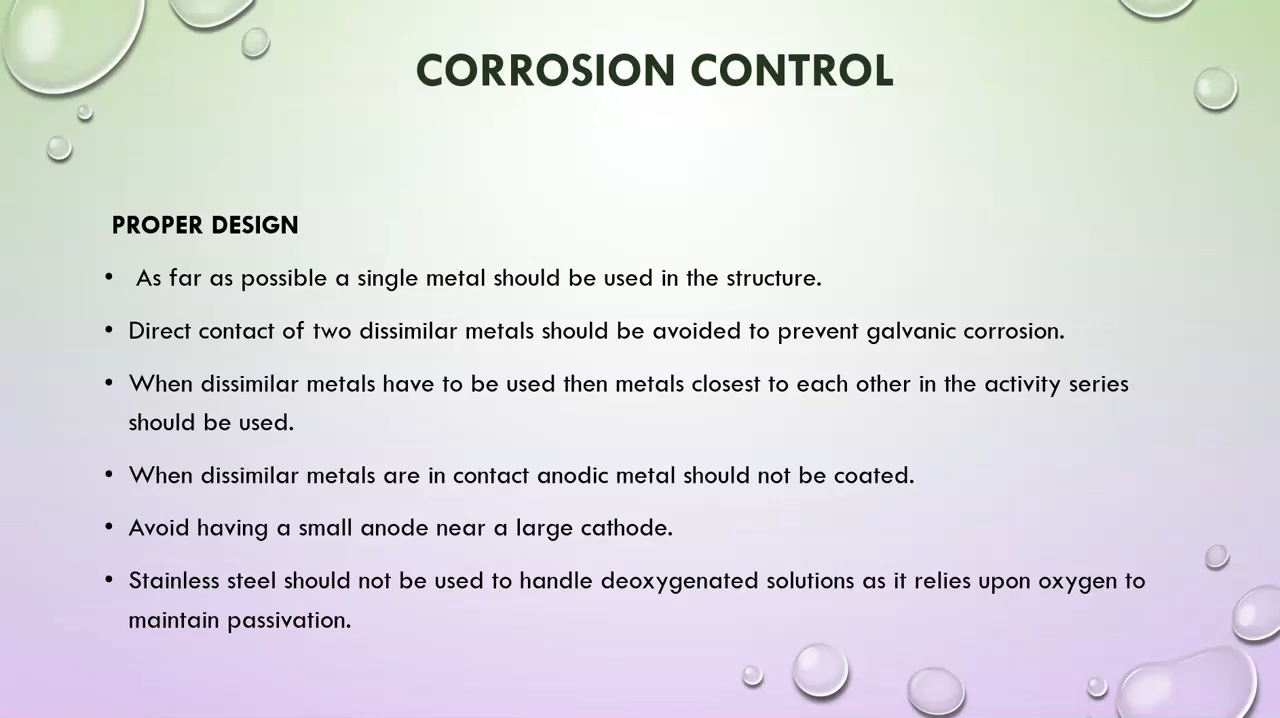 CORROSION CONTROL
PROPER DESIGN
• As far as possible a single metal should be used in the structure.
• Direct contact of two dissimilar metals should be avoided to prevent galvanic corrosion.
• When dissimilar metals have to be used then metals closest to each other in the activity series
should be used.
• When dissimilar metals are in contact anodic metal should not be coated.
• Avoid having a small anode near a large cathode.
• Stainless steel should not be used to handle deoxygenated solutions as it relies upon oxygen to
maintain passivation.